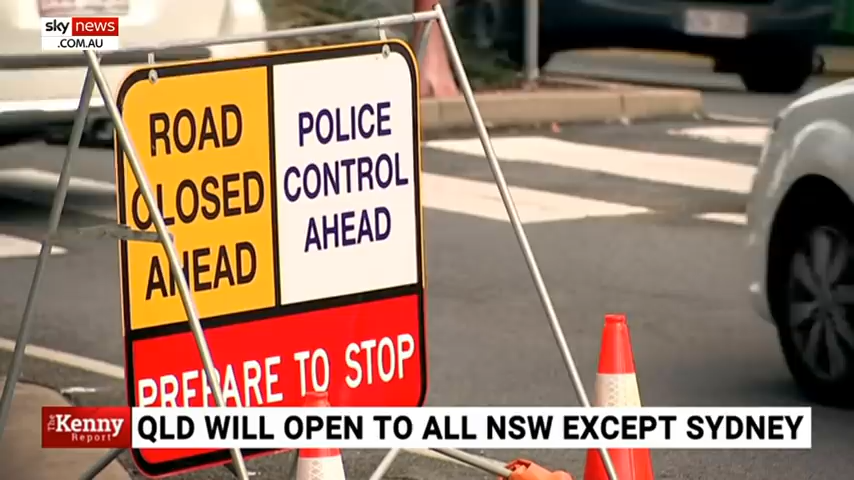 sky news
.COM.AU
ROAD
CLOSED
AHEAD
POLICE
CONTROL
AHEAD
PREPARE TO STOP
The
Kenny
Report
QLD WILL OPEN TO ALL NSW EXCEPT SYDNEY